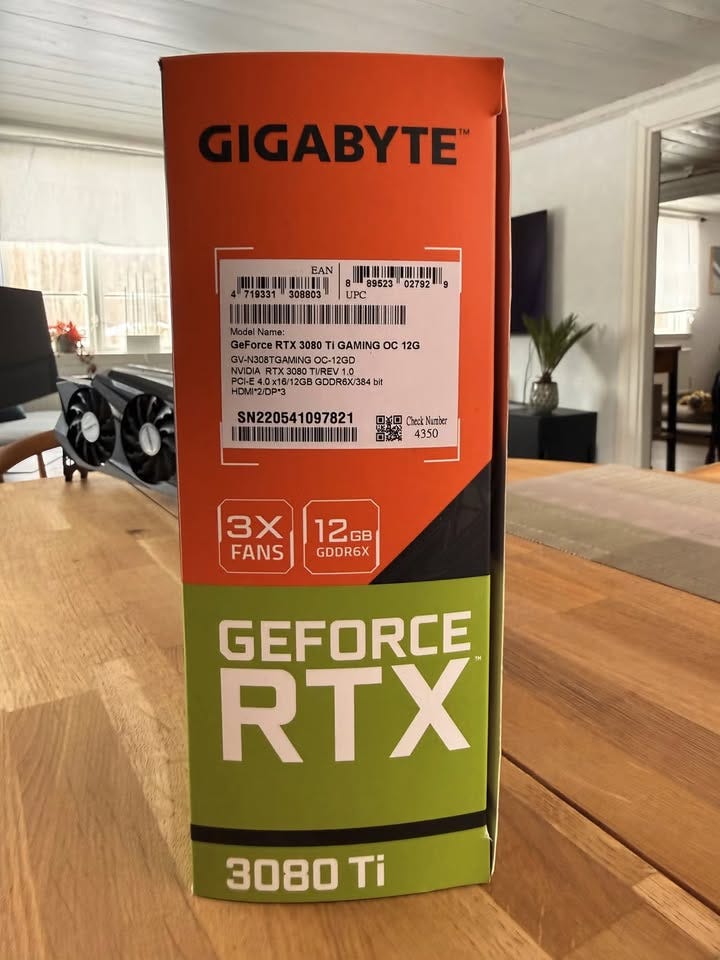 GIGABYTE™
EAN
4 719331 308803
8 89523 02792 9
UPC
Model Name:
GeForce RTX 3080 Ti GAMING OC 12G
GV-N308TGAMING OC-12GD
NVIDIA RTX 3080 TI/REV 1.0
PCI-E 4.0 x16/12GB GDDR6X/384 bit
HDMI*2/DP*3
SN220541097821
Check Number
4350
3X
FANS
12GB
GDDR6X
GEFORCE
RTX™
3080 Ti